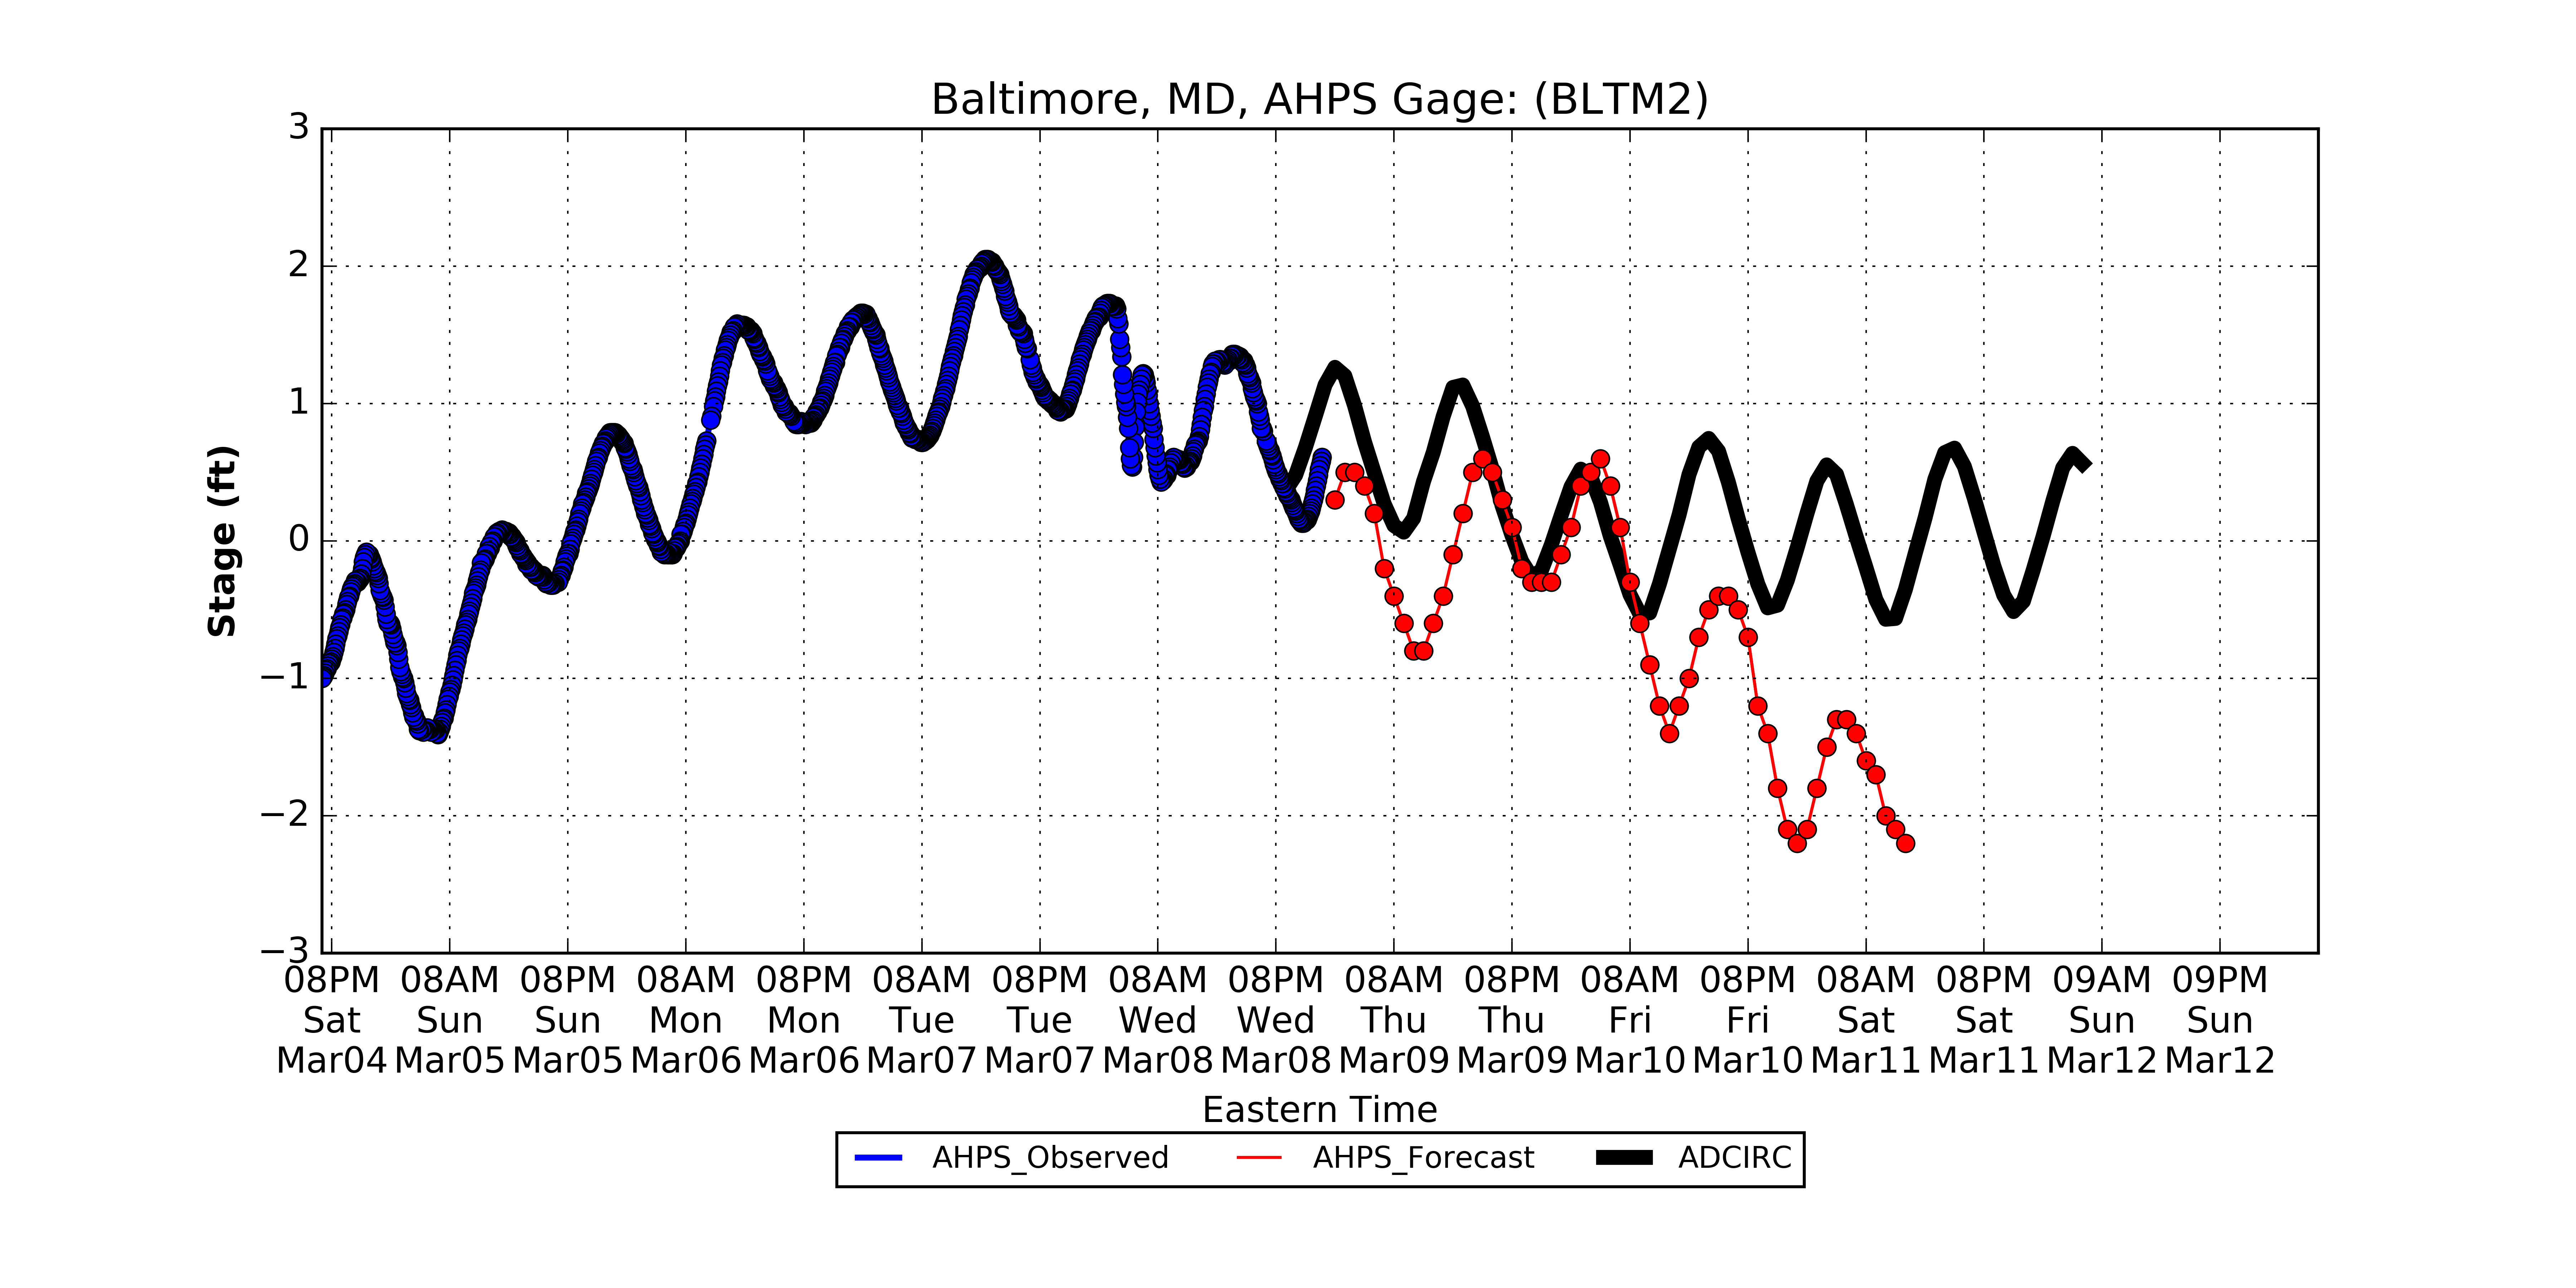 Baltimore, MD, AHPS Gage: (BLTM2)
3
2
1
0
−1
−2
−3
Stage (ft)
08PM 08AM 08PM 08AM 08PM 08AM 08PM 08AM 08PM 08AM 08PM 08AM 08PM 08AM 08PM 09AM 09PM
Sat Sun Sun Mon Mon Tue Tue Wed Wed Thu Thu Fri Fri Sat Sat Sun Sun
Mar04 Mar05 Mar05 Mar06 Mar06 Mar07 Mar07 Mar08 Mar08 Mar09 Mar09 Mar10 Mar10 Mar11 Mar11 Mar12 Mar12
Eastern Time
AHPS_Observed AHPS_Forecast ADCIRC